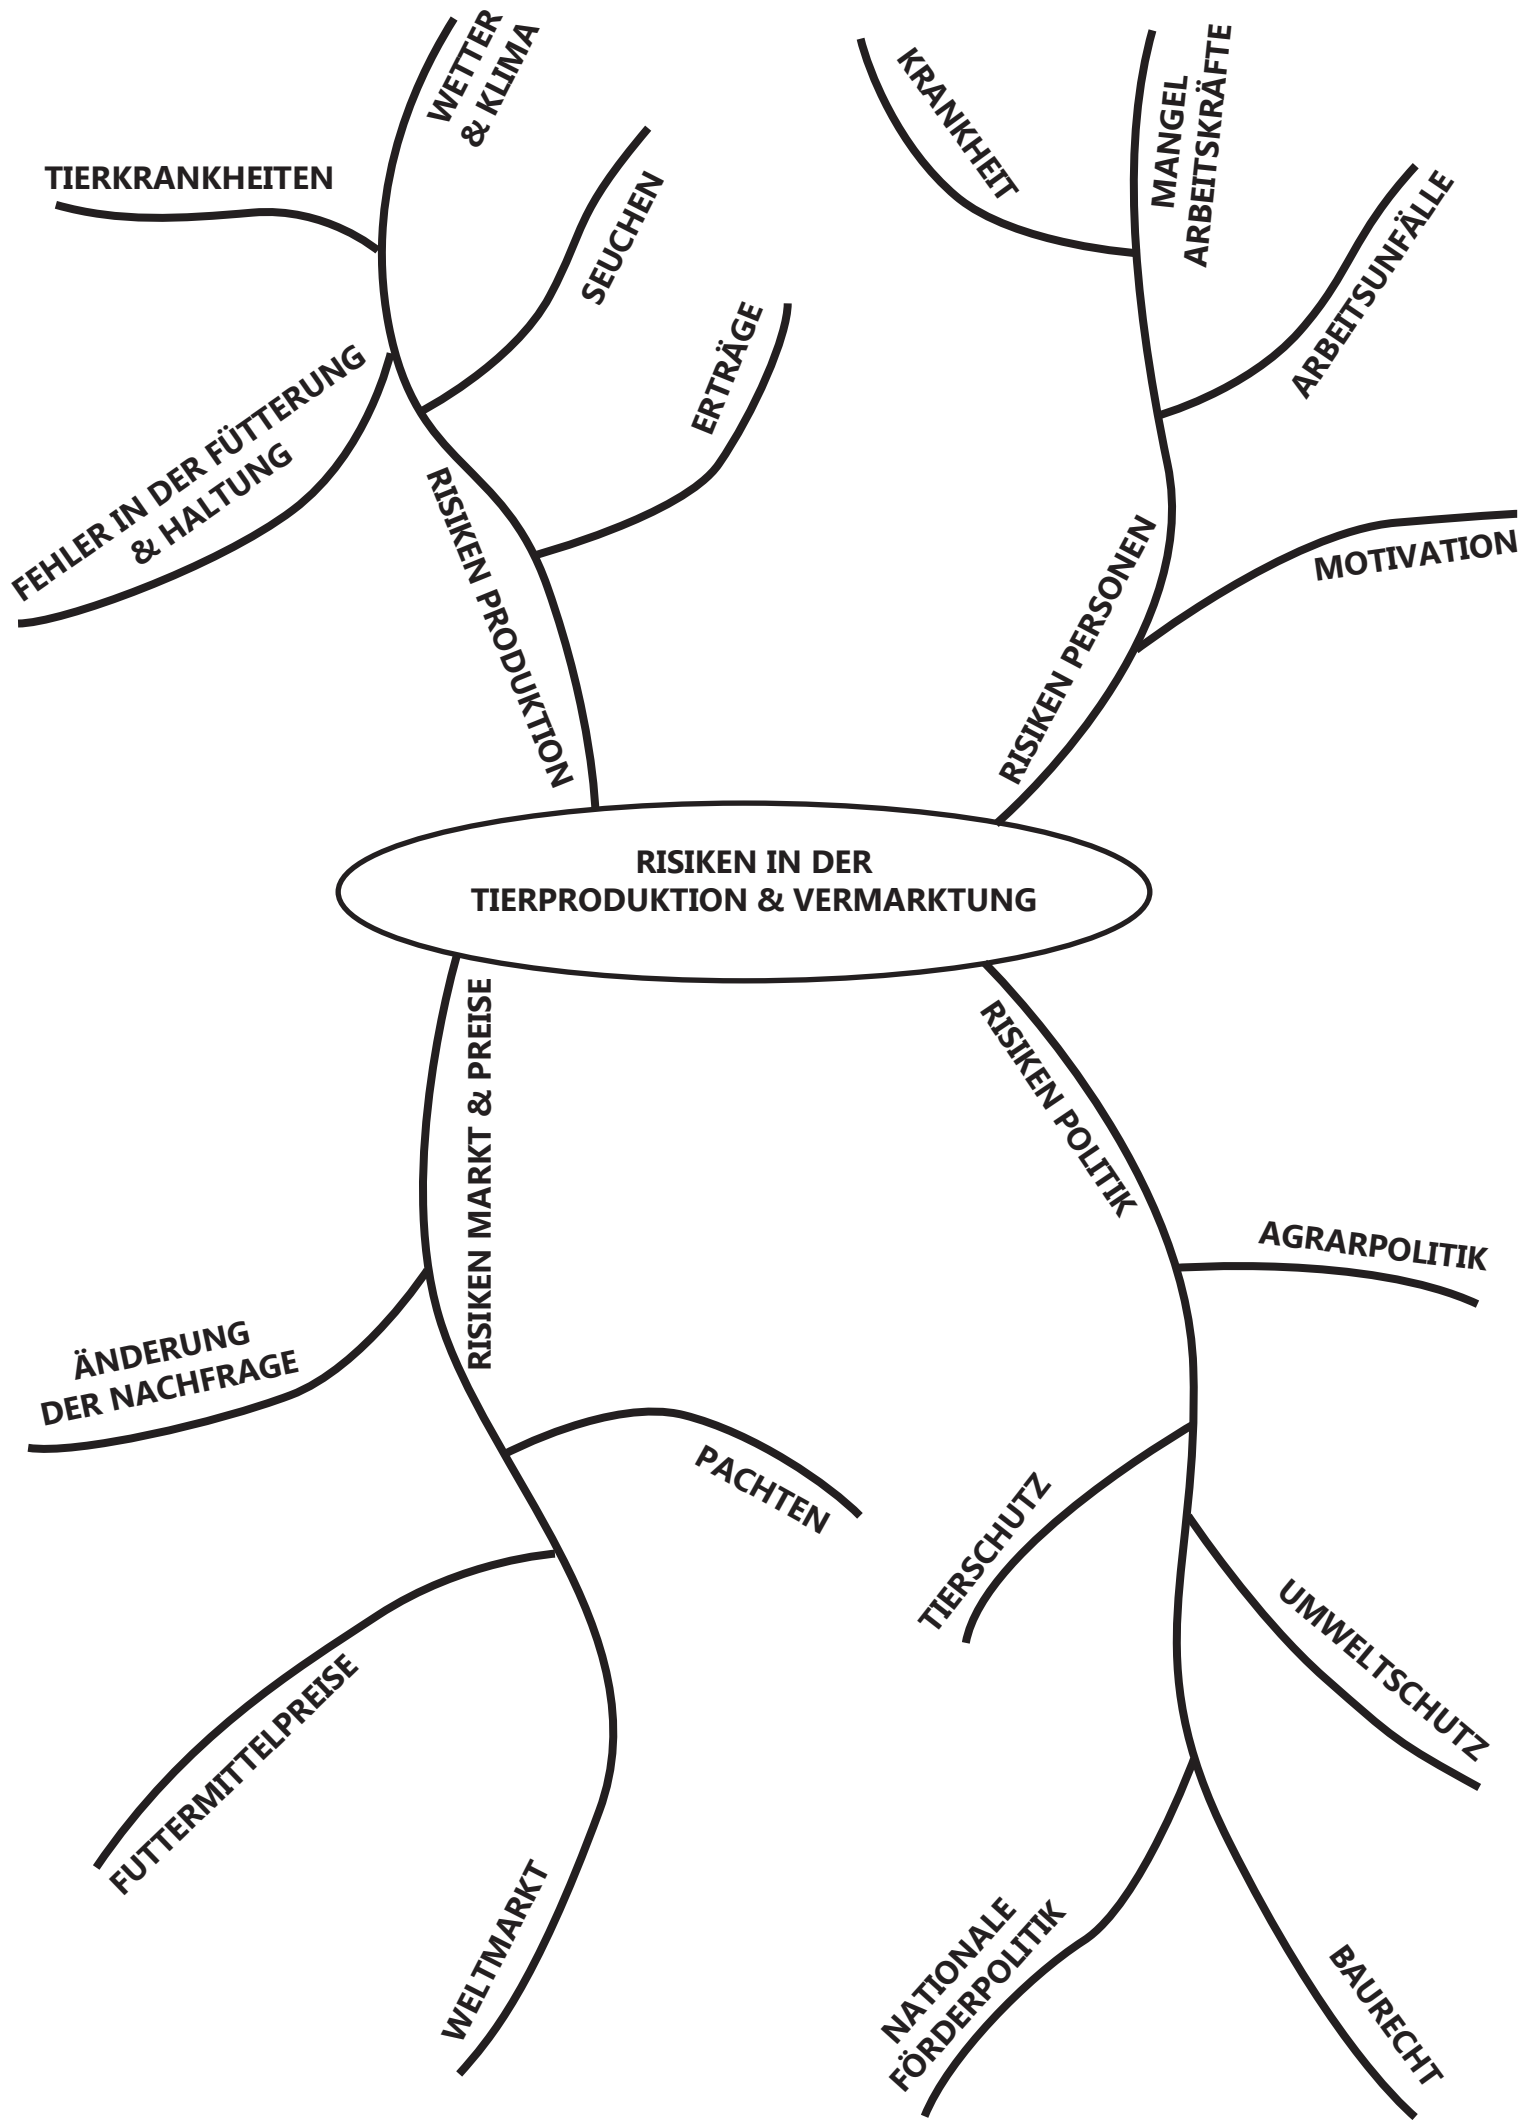 WETTER
& KLIMA
TIERKRANKHEITEN
SEUCHEN
ERTRÄGE
FEHLER IN DER FÜTTERUNG
& HALTUNG
RISIKEN PRODUKTION
KRANKHEIT
MANGEL
ARBEITSKRÄFTE
ARBEITSUNFÄLLE
MOTIVATION
RISIKEN PERSONEN
RISIKEN IN DER
TIERPRODUKTION & VERMARKTUNG
RISIKEN MARKT & PREISE
ÄNDERUNG
DER NACHFRAGE
PACHTEN
FUTTERMITTELPREISE
WELTMARKT
RISIKEN POLITIK
AGRARPOLITIK
TIERSCHUTZ
UMWELTSCHUTZ
NATIONALE
FÖRDERPOLITIK
BAURECHT